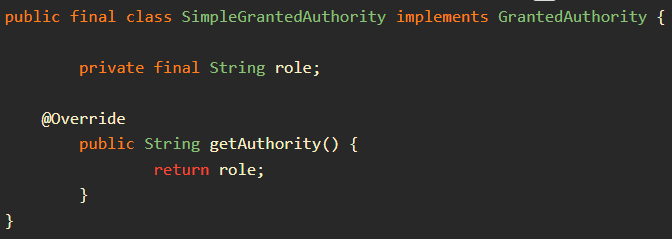 public final class SimpleGrantedAuthority implements GrantedAuthority {
private final String role;
@Override
public String getAuthority() {
return role;
}
}